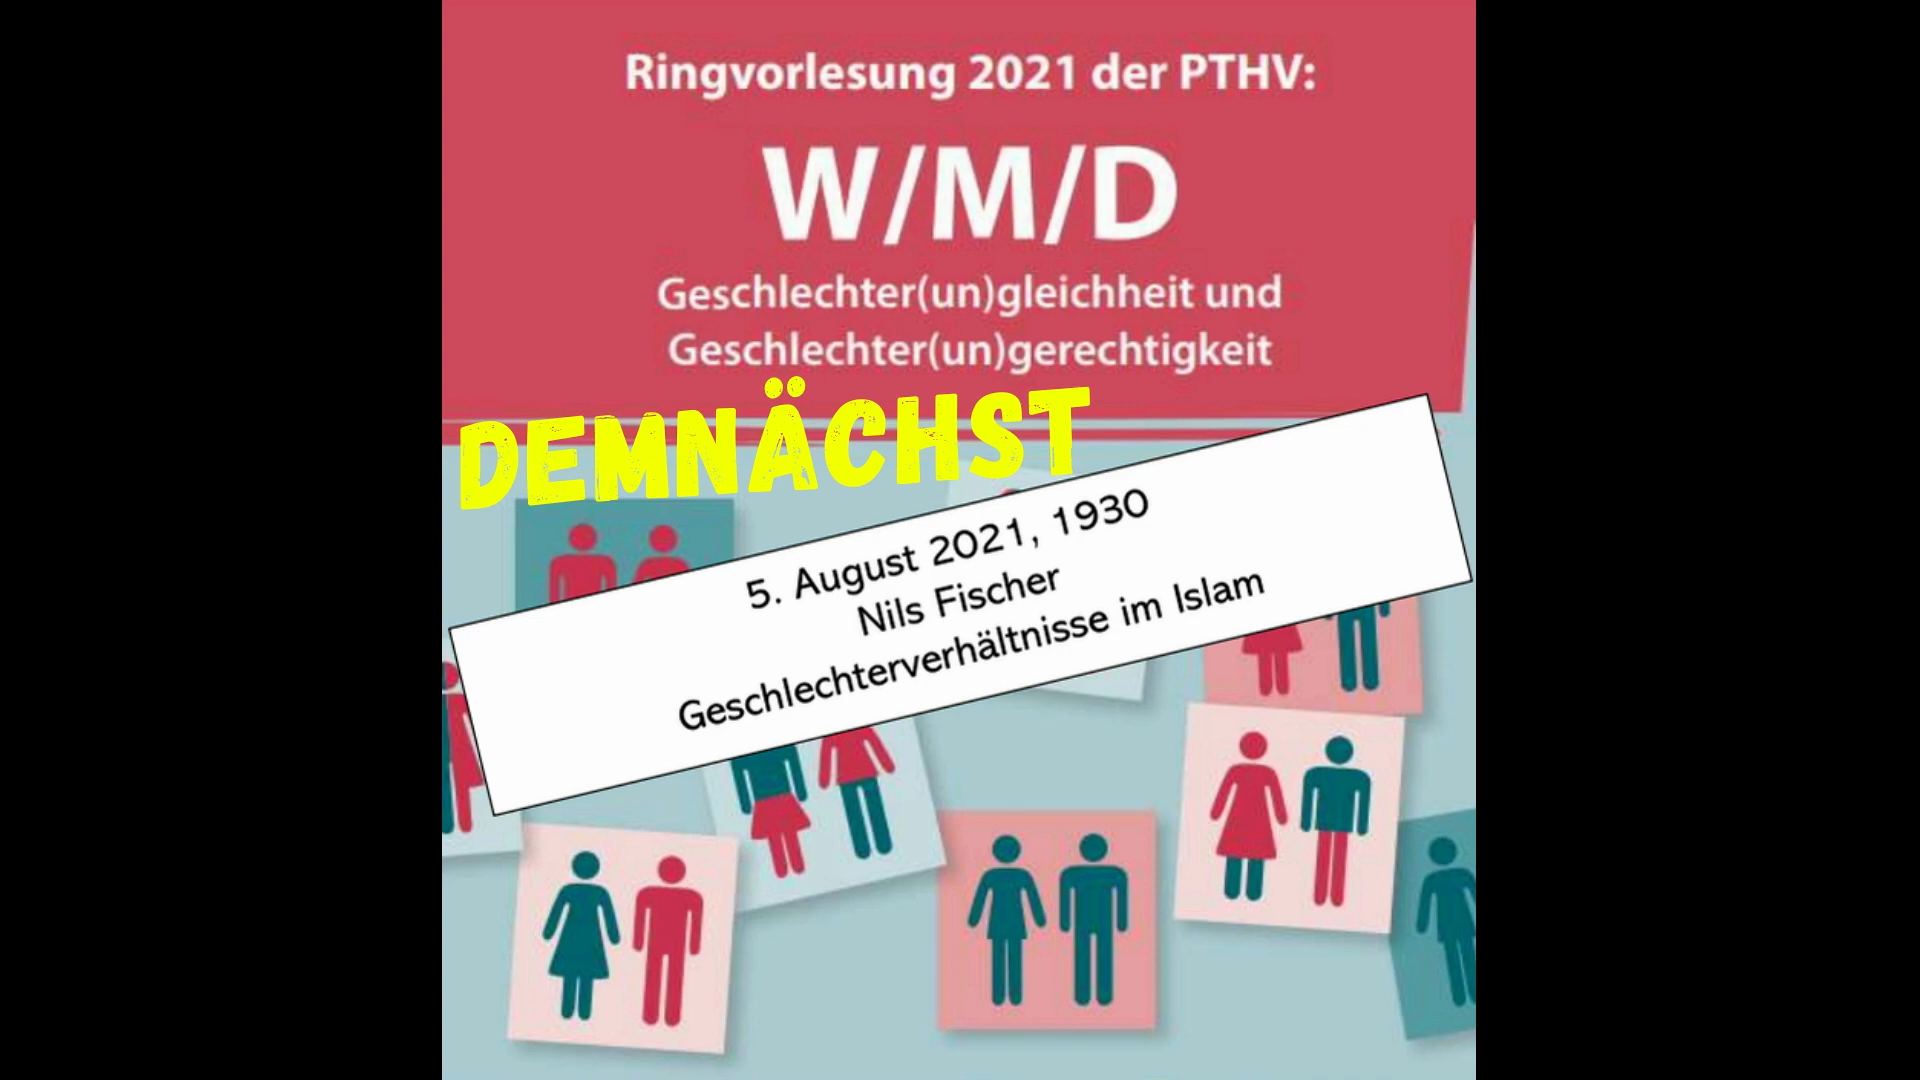 Ringvorlesung 2021 der PTHV:
W/M/D
Geschlechter(un)gleichheit und
Geschlechter(un)gerechtigkeit
DEMNÄCHST
5. August 2021, 1930
Nils Fischer
Geschlechterverhältnisse im Islam